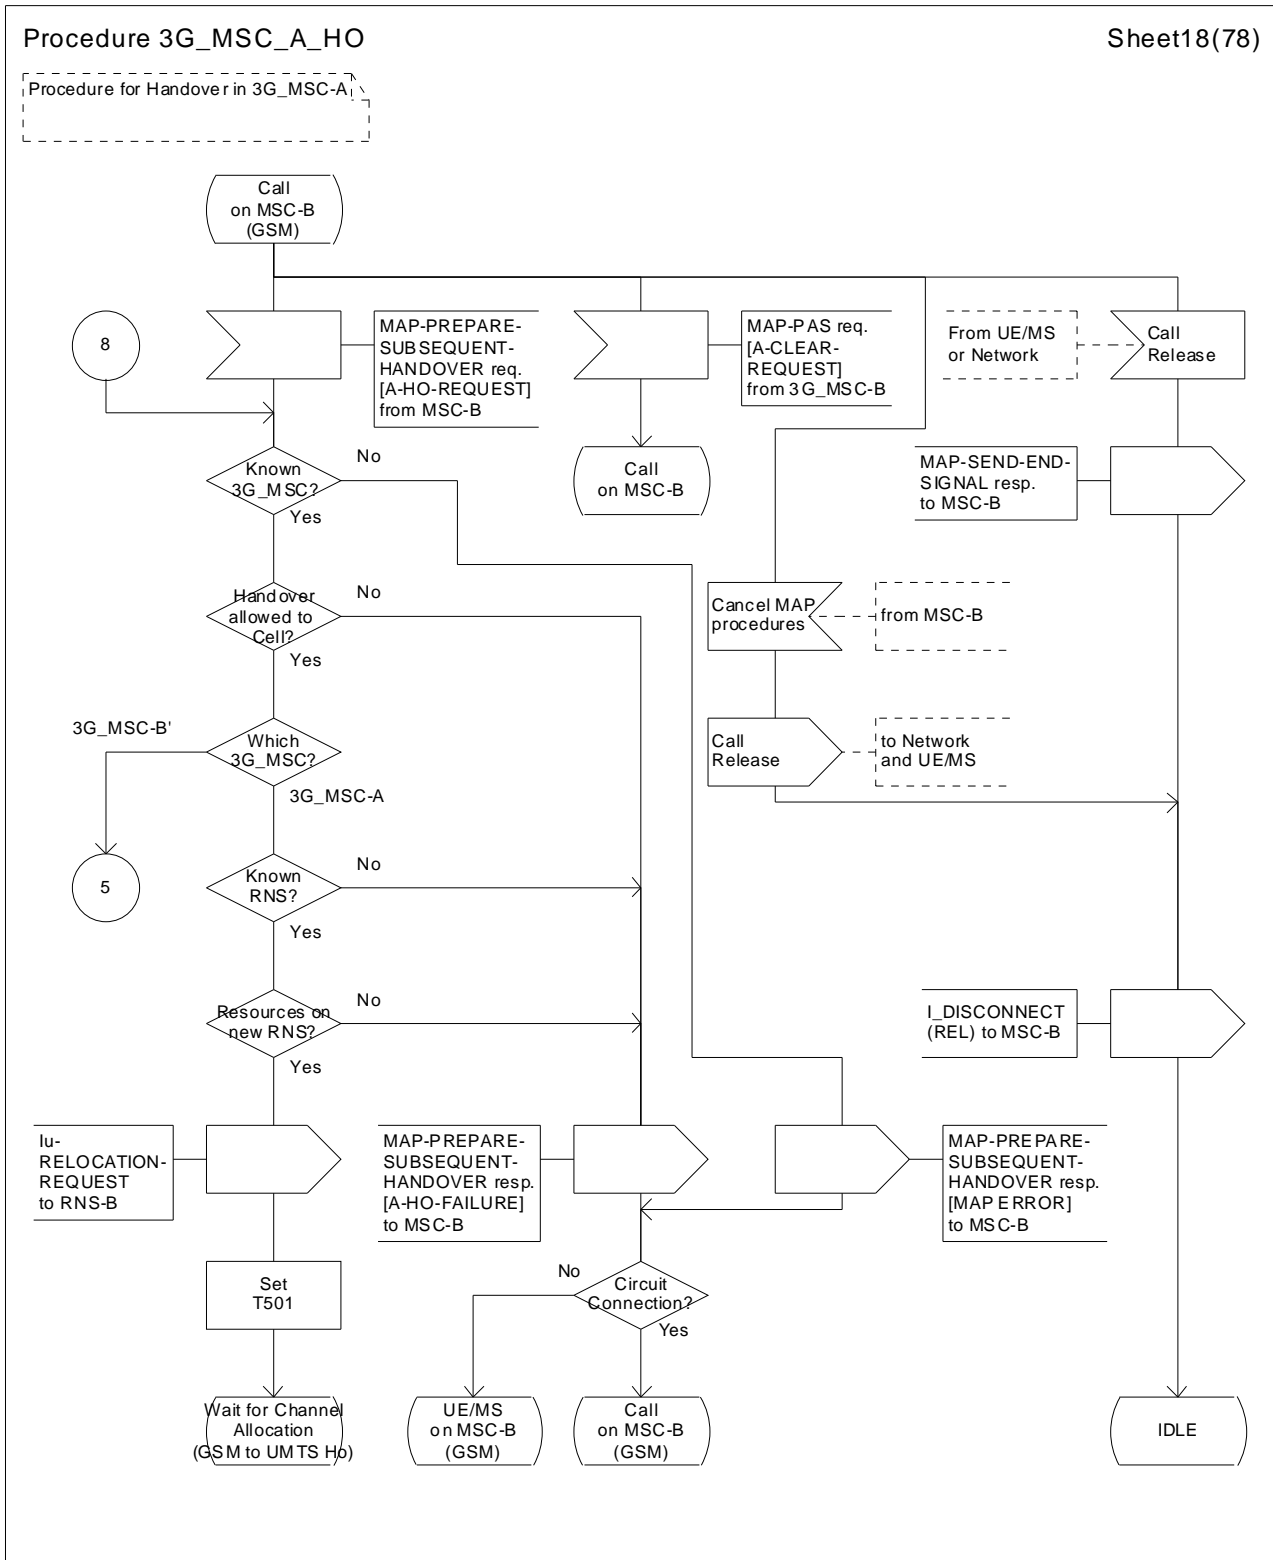 Procedure 3G_MSC_A_HO
Sheet18(78)
Procedure for Handover in 3G_MSC-A
Call
on MSC-B
(GSM)
8
MAP-PREPARE-
SUBSEQUENT-
HANDOVER req.
[A-HO-REQUEST]
from MSC-B
MAP-PAS req.
[A-CLEAR-
REQUEST]
from 3G_MSC-B
From UE/MS
or Network
Call
Release
Known
3G_MSC?
No
Yes
Call
on MSC-B
MAP-SEND-END-
SIGNAL resp.
to MSC-B
Handover
allowed to
Cell?
No
Yes
Cancel MAP
procedures
from MSC-B
3G_MSC-B'
Which
3G_MSC?
3G_MSC-A
Call
Release
to Network
and UE/MS
5
Known
RNS?
No
Yes
Resources on
new RNS?
No
Yes
I_DISCONNECT
(REL) to MSC-B
Iu-
RELOCATION-
REQUEST
to RNS-B
MAP-PREPARE-
SUBSEQUENT-
HANDOVER resp.
[A-HO-FAILURE]
to MSC-B
MAP-PREPARE-
SUBSEQUENT-
HANDOVER resp.
[MAP ERROR]
to MSC-B
Set
T501
No
Circuit
Connection?
Yes
Wait for Channel
Allocation
(GSM to UMTS Ho)
UE/MS
on MSC-B
(GSM)
Call
on MSC-B
(GSM)
IDLE